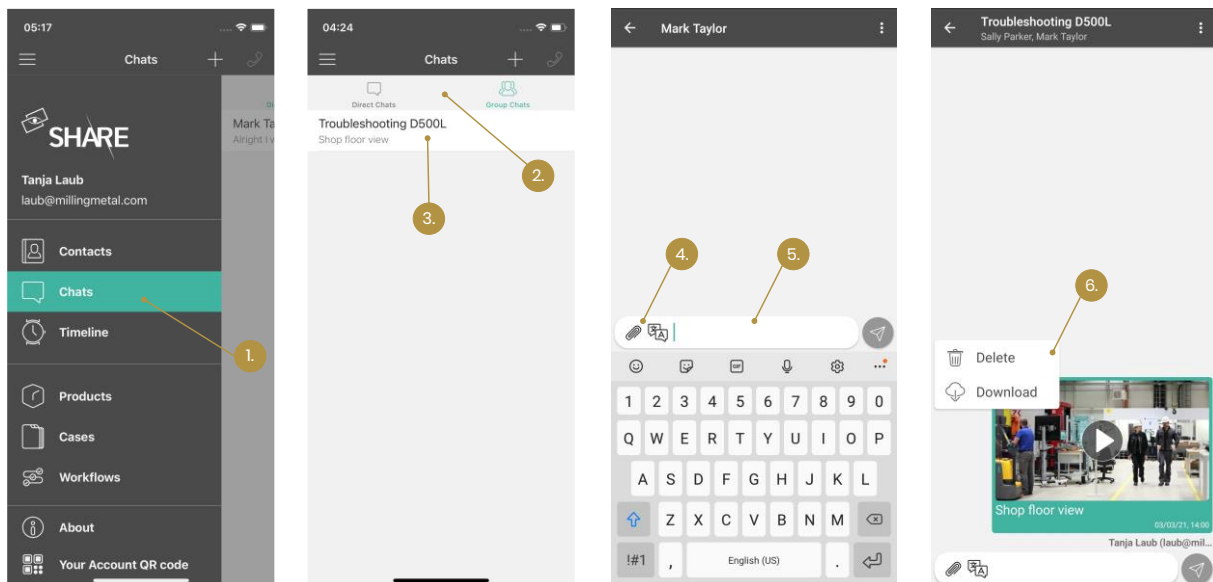 05:17
Chats
SHARE
Tanja Laub
laub@millingmetal.com
Contacts
Chats
Timeline
Products
Cases
Workflows
About
Your Account QR code
Mark Ta
Alright I v
1.
04:24
Chats
Direct Chats
Group Chats
Troubleshooting D500L
Shop floor view
2.
3.
Mark Taylor
4.
5.
GIF
1 2 3 4 5 6 7 8 9 0
Q W E R T Y U I O P
A S D F G H J K L
Z X C V B N M
!#1 , English (US) .
Troubleshooting D500L
Sally Parker, Mark Taylor
6.
Delete
Download
Shop floor view
03/03/21, 14:00
Tanja Laub (laub@mil...